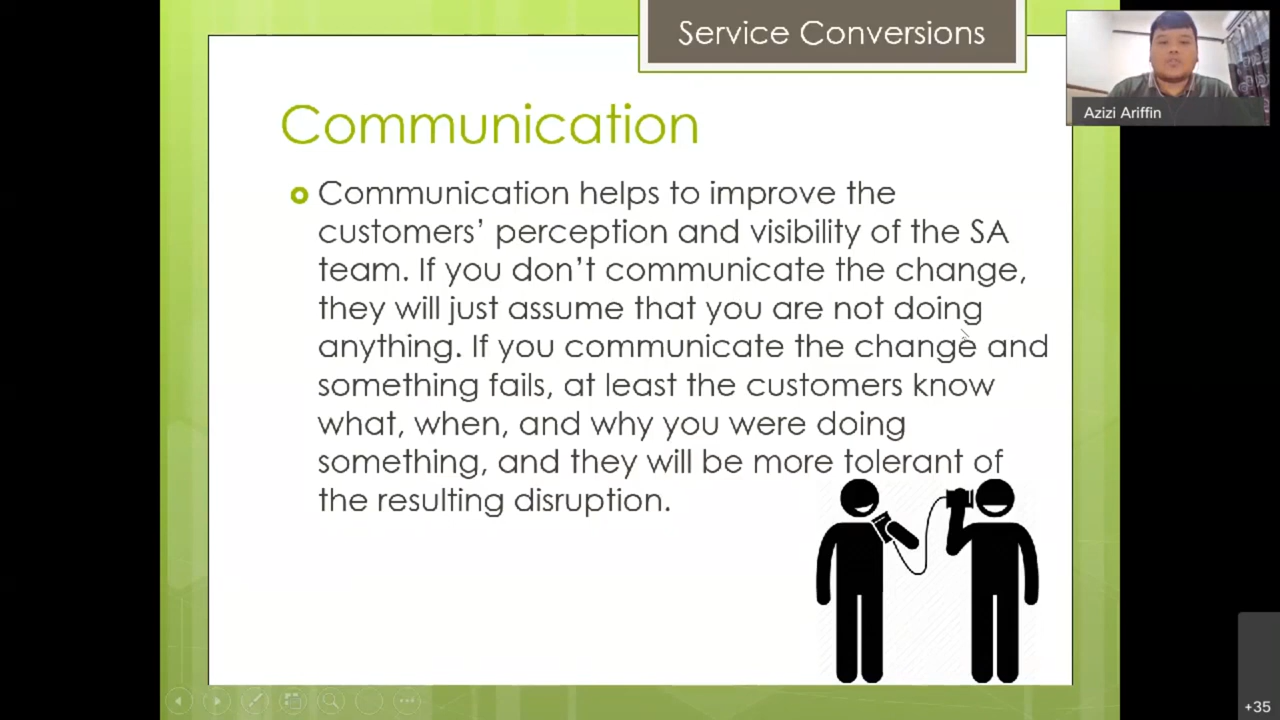 Service Conversions
Azizi Ariffin
Communication
Communication helps to improve the
customers’ perception and visibility of the SA
team. If you don’t communicate the change,
they will just assume that you are not doing
anything. If you communicate the change and
something fails, at least the customers know
what, when, and why you were doing
something, and they will be more tolerant of
the resulting disruption.
+35